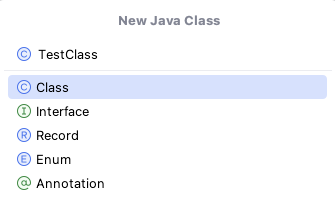 New Java Class
C TestClass
C Class
I Interface
R Record
E Enum
@ Annotation